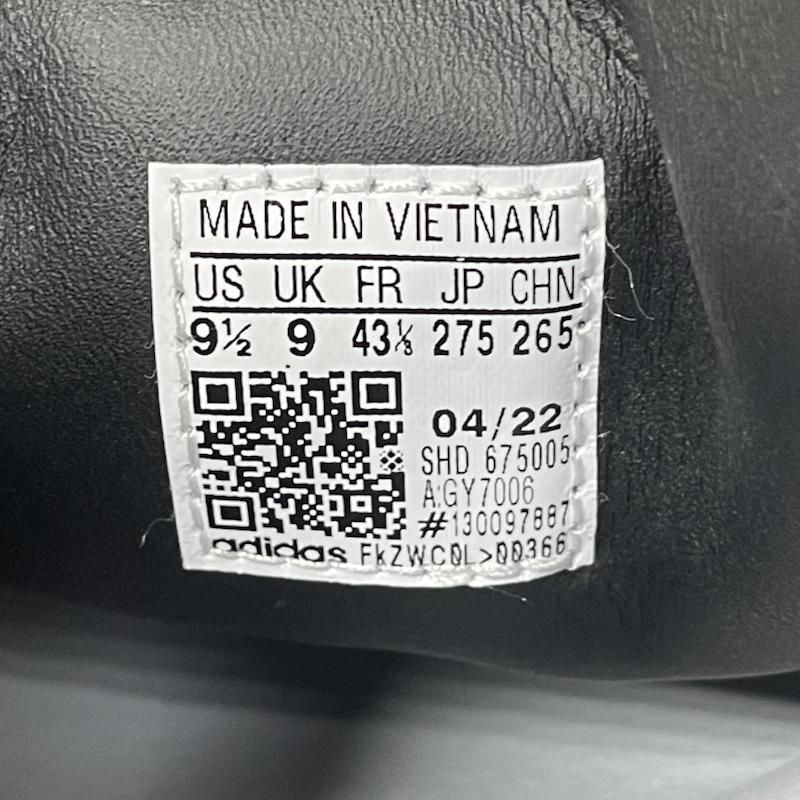 MADE IN VIETNAM
US UK FR JP CHN
9½ 9 43⅓ 275 265
04/22
SHD 675005
A:GY7006
#130097887
adidas FkZWC0L>00366